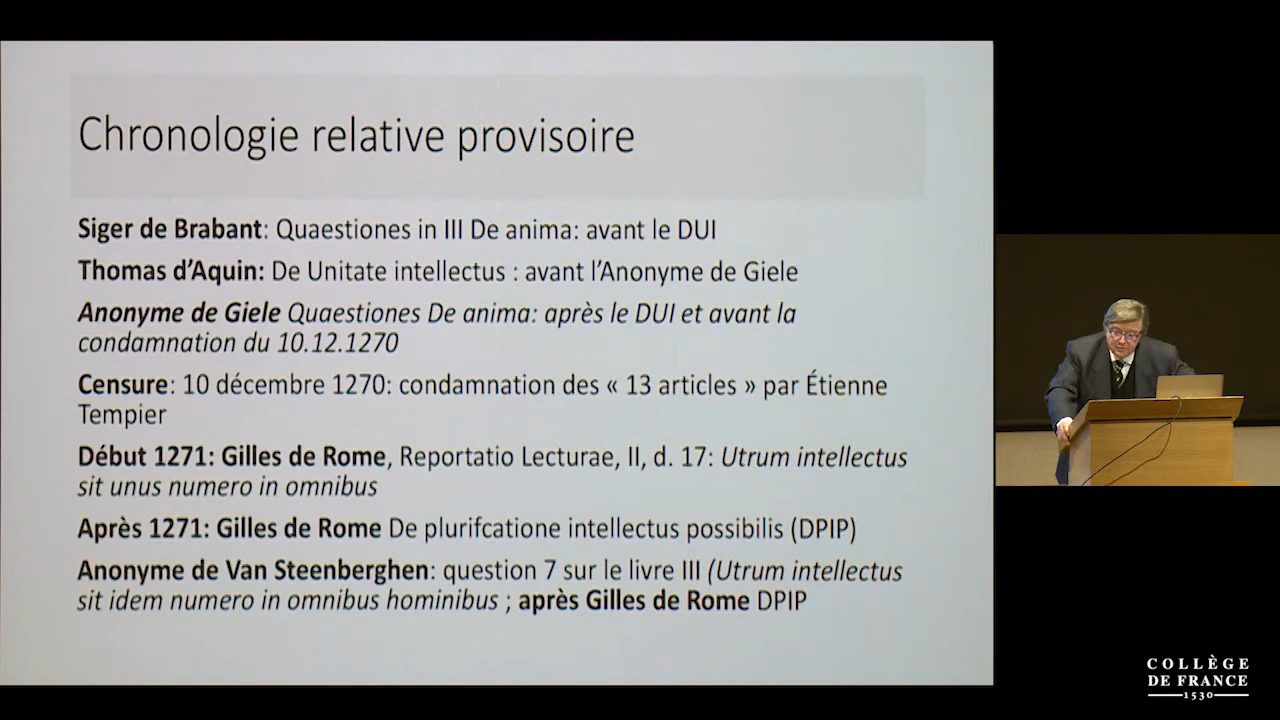 Chronologie relative provisoire
Siger de Brabant: Quaestiones in III De anima: avant le DUI
Thomas d’Aquin: De Unitate intellectus : avant l’Anonyme de Giele
Anonyme de Giele Quaestiones De anima: après le DUI et avant la
condamnation du 10.12.1270
Censure: 10 décembre 1270: condamnation des « 13 articles » par Étienne
Tempier
Début 1271: Gilles de Rome, Reportatio Lecturae, II, d. 17: Utrum intellectus
sit unus numero in omnibus
Après 1271: Gilles de Rome De plurifcatione intellectus possibilis (DPIP)
Anonyme de Van Steenberghen: question 7 sur le livre III (Utrum intellectus
sit idem numero in omnibus hominibus ; après Gilles de Rome DPIP
COLLÈGE
DE FRANCE
1530